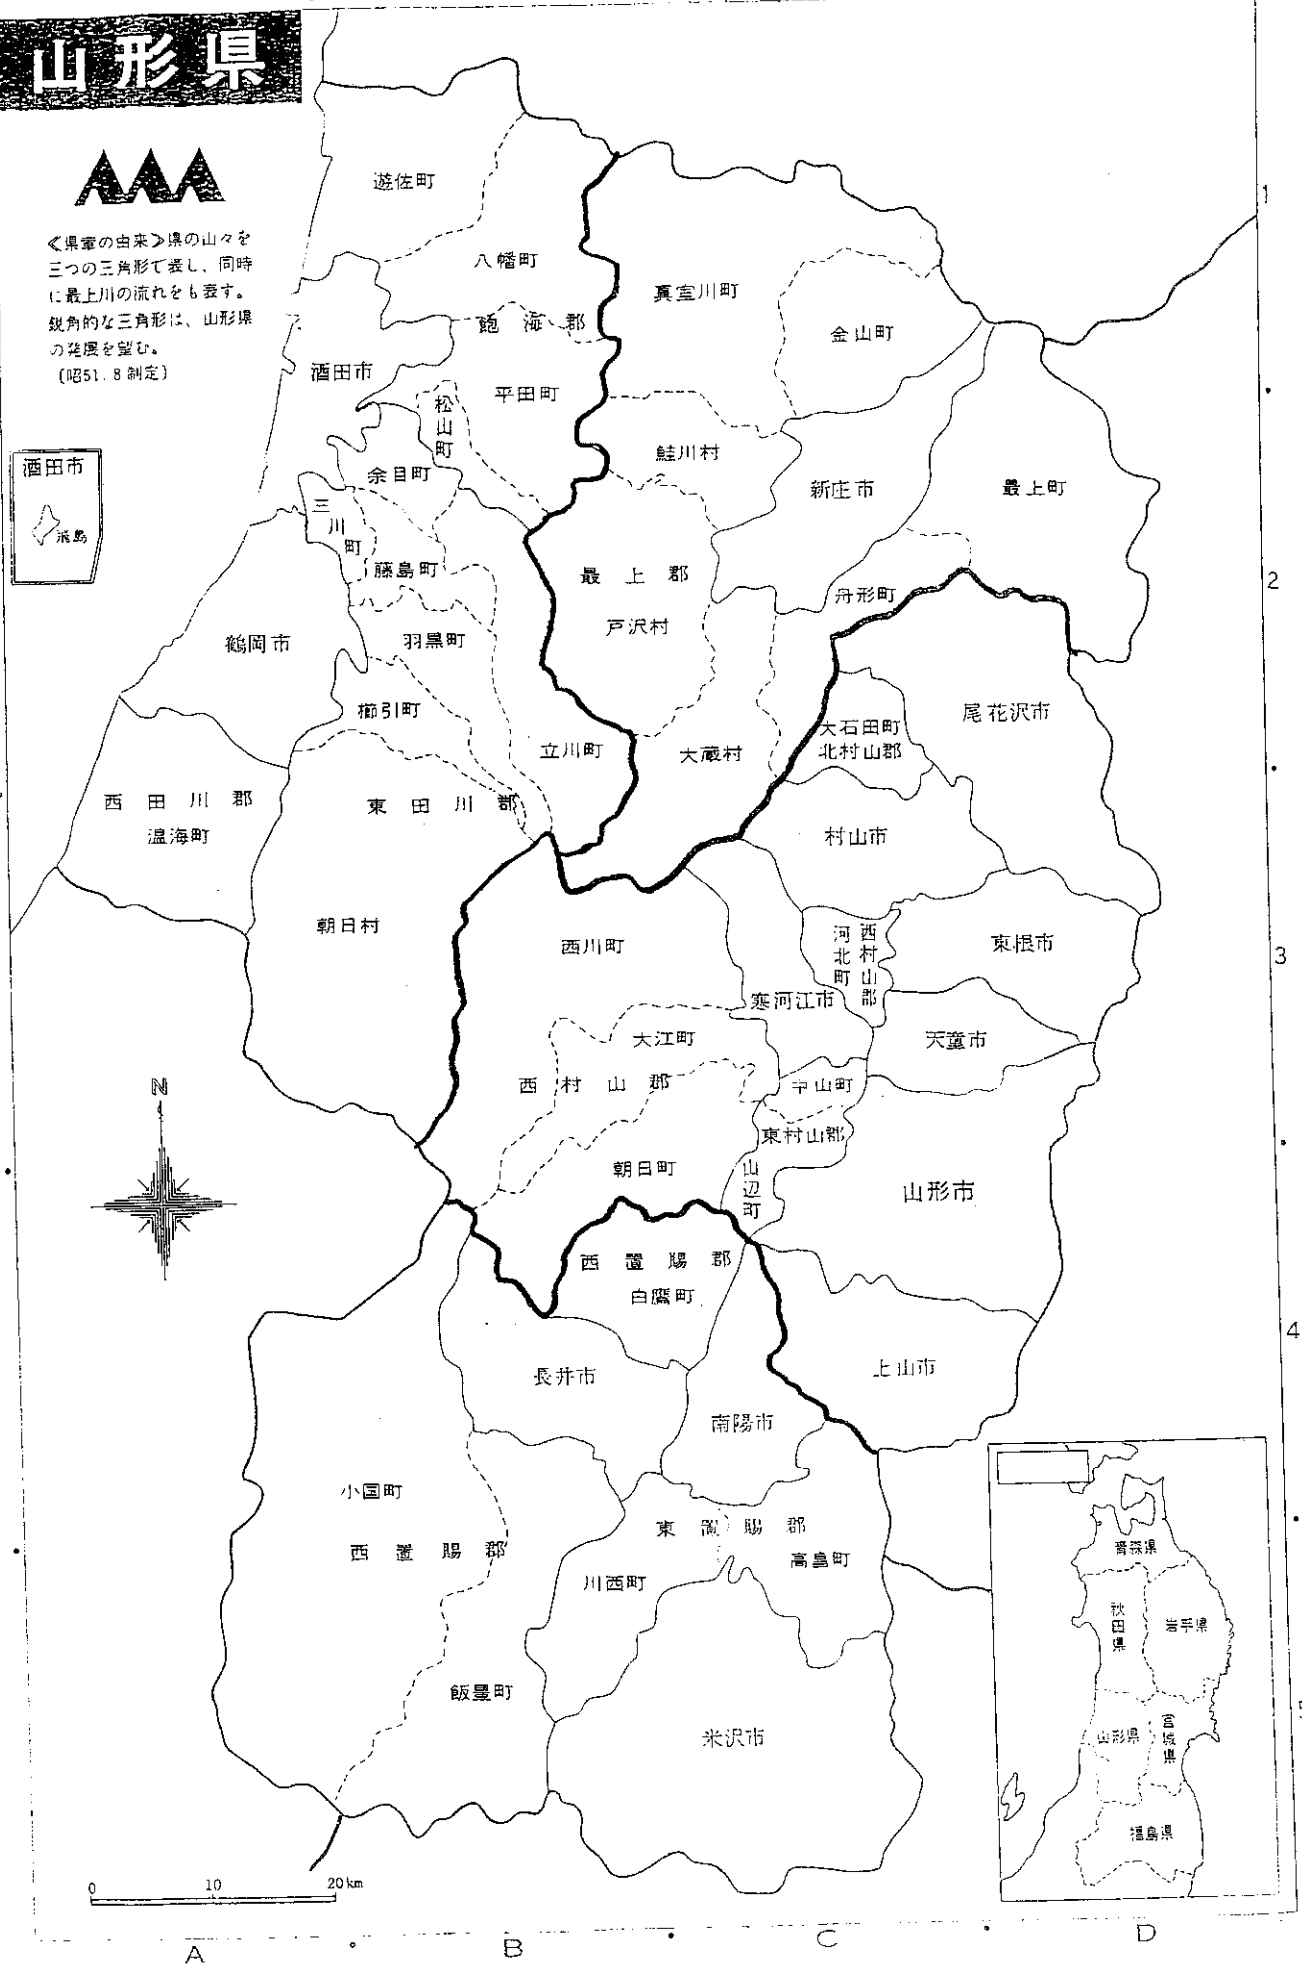 山形県
≪県章の由来≫県の山々を
三つの三角形で表し、同時
に最上川の流れをも表す。
鋭角的な三角形は、山形県
の発展を望む。
(昭51.8制定)
酒田市
飛島
遊佐町
八幡町
飽海郡
酒田市
平田町
松山町
余目町
三川町
藤島町
鶴岡市
羽黒町
櫛引町
立川町
西田川郡
温海町
東田川郡
朝日村
真室川町
金山町
鮭川村
新庄市
最上町
最上郡
戸沢村
舟形町
大蔵村
大石田町
北村山郡
尾花沢市
村山市
西川町
河北町
西村山郡
東根市
寒河江市
大江町
天童市
西村山郡
中山町
東村山郡
朝日町
山辺町
山形市
西置賜郡
白鷹町
長井市
上山市
南陽市
小国町
西置賜郡
東置賜郡
高畠町
川西町
飯豊町
米沢市
N
0 10 20km
青森県
秋田県
岩手県
山形県
宮城県
福島県
1
2
3
4
5
A B C D